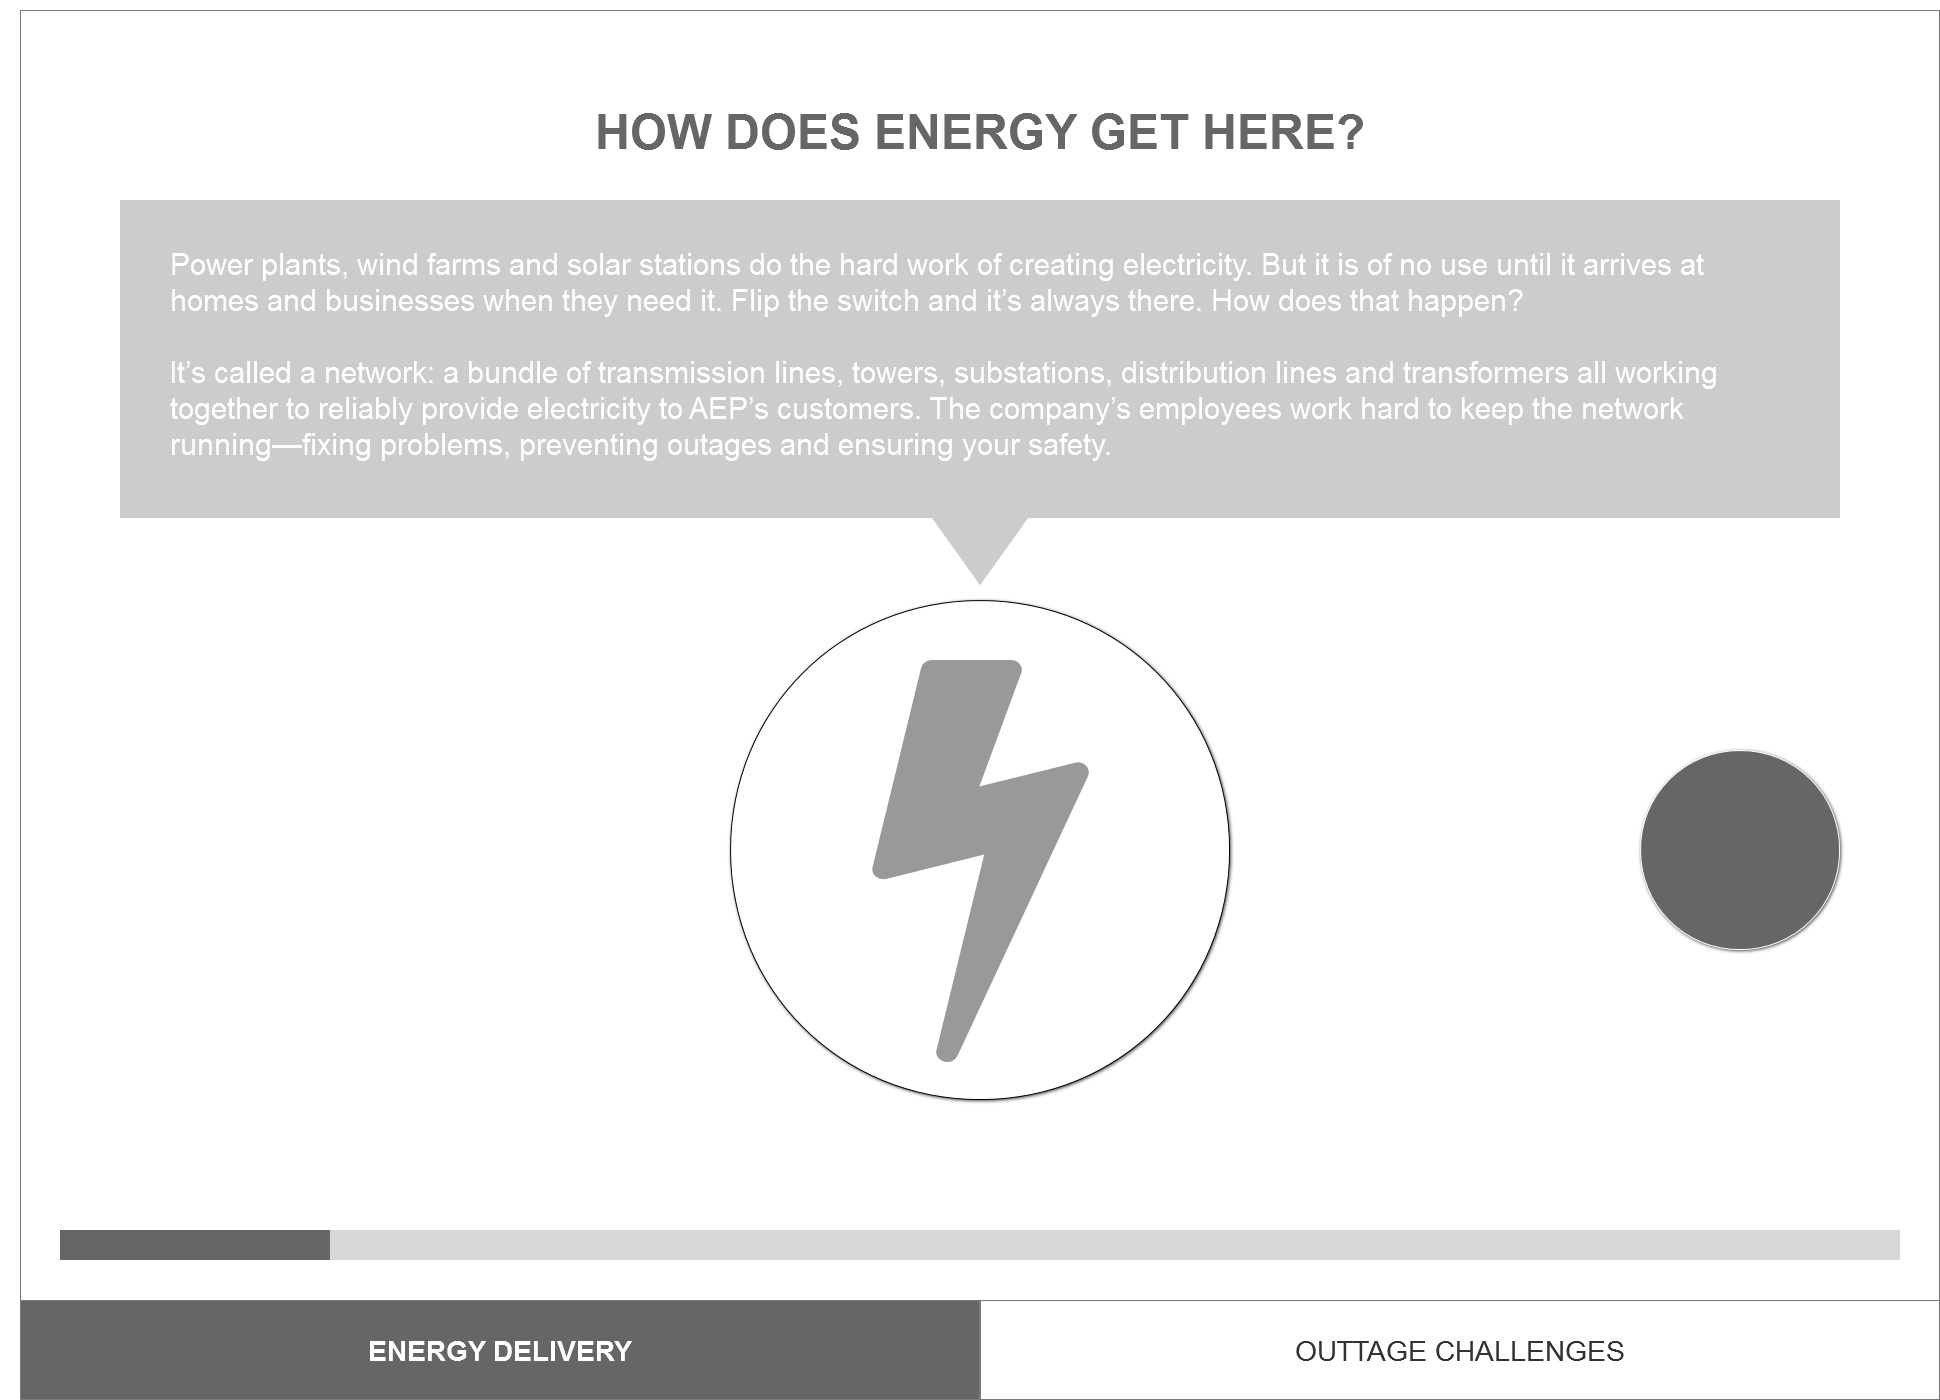 HOW DOES ENERGY GET HERE?
Power plants, wind farms and solar stations do the hard work of creating electricity. But it is of no use until it arrives at
homes and businesses when they need it. Flip the switch and it’s always there. How does that happen?
It’s called a network: a bundle of transmission lines, towers, substations, distribution lines and transformers all working
together to reliably provide electricity to AEP’s customers. The company’s employees work hard to keep the network
running—fixing problems, preventing outages and ensuring your safety.
ENERGY DELIVERY
OUTTAGE CHALLENGES